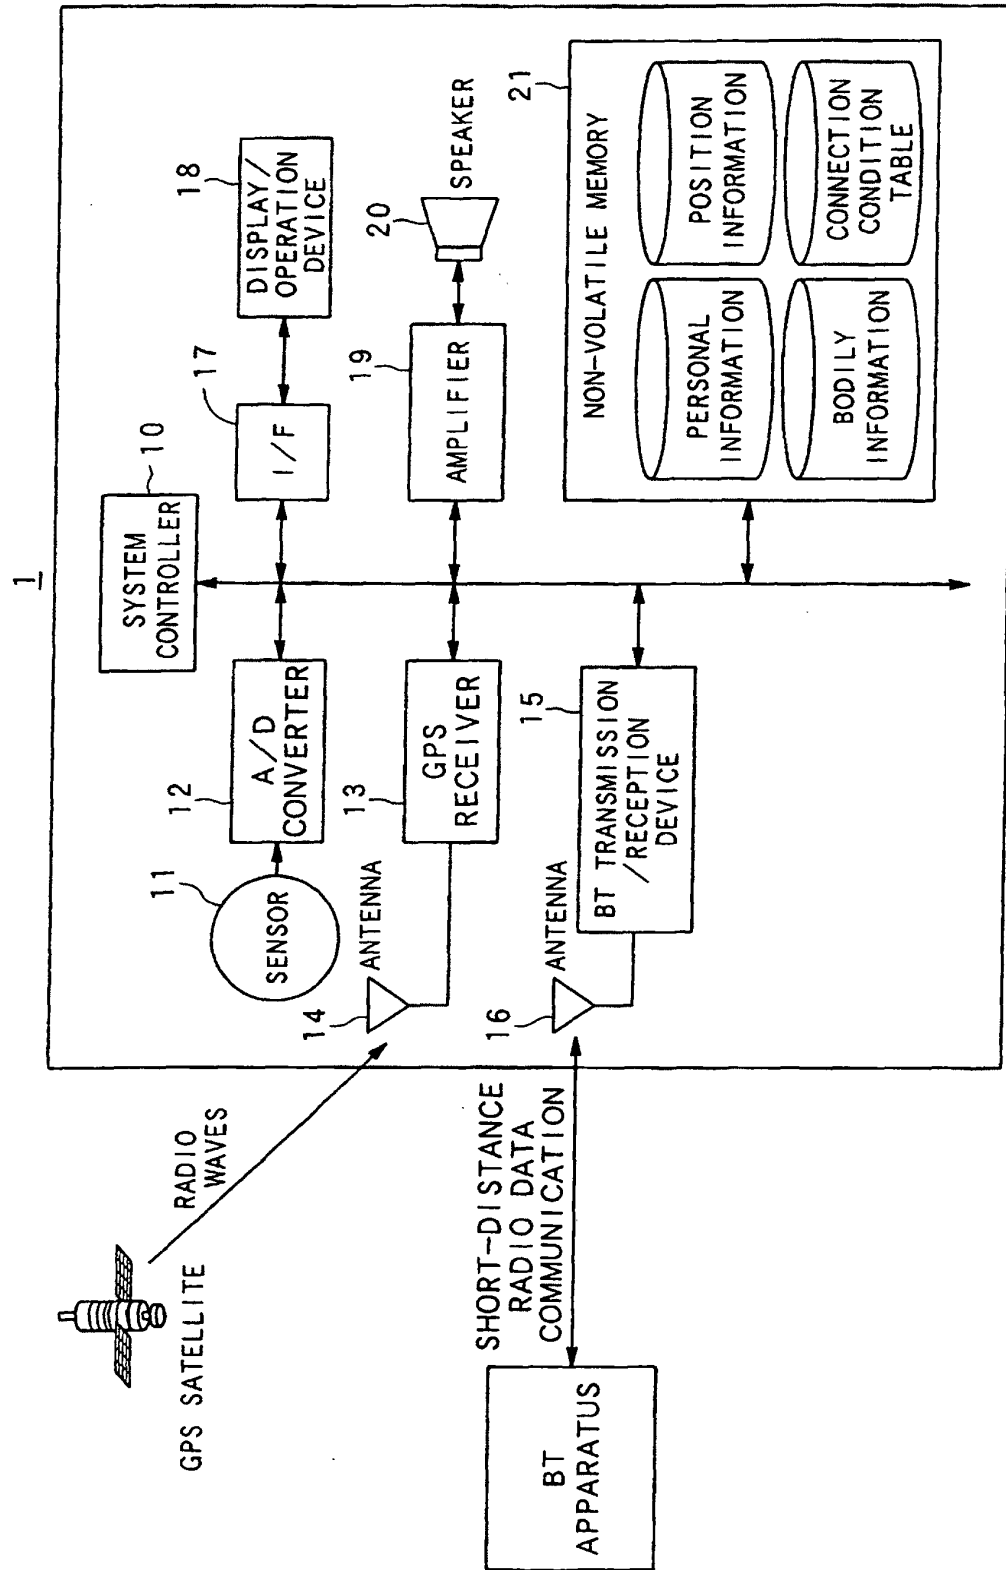 1
SYSTEM
CONTROLLER
10
SENSOR
11
A/D
CONVERTER
12
I/F
17
DISPLAY/
OPERATION
DEVICE
18
GPS SATELLITE
RADIO
WAVES
14
ANTENNA
GPS
RECEIVER
13
AMPLIFIER
19
20
SPEAKER
BT
APPARATUS
SHORT-DISTANCE
RADIO DATA
COMMUNICATION
16
ANTENNA
BT TRANSMISSION
/RECEPTION
DEVICE
15
NON-VOLATILE MEMORY
21
PERSONAL
INFORMATION
POSITION
INFORMATION
BODILY
INFORMATION
CONNECTION
CONDITION
TABLE